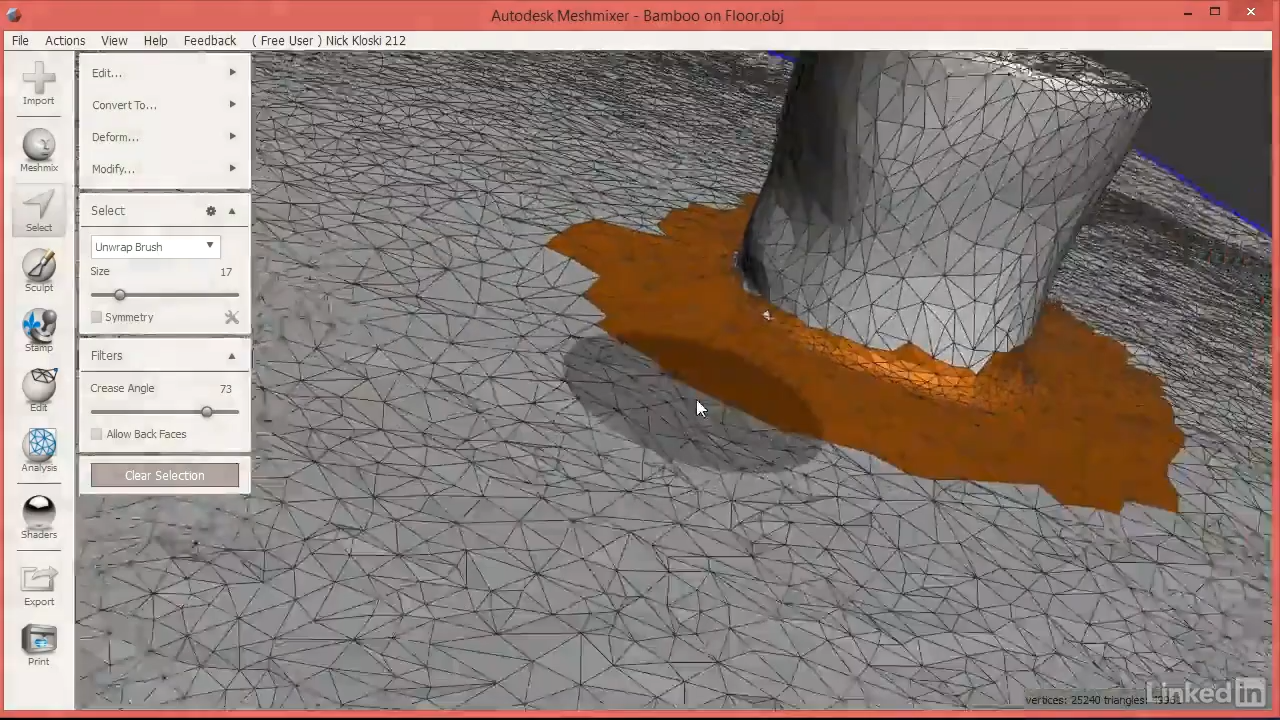 Autodesk Meshmixer - Bamboo on Floor.obj
File Actions View Help Feedback ( Free User ) Nick Kloski 212
Import
Meshmix
Select
Sculpt
Stamp
Edit
Analysis
Shaders
Export
Print
Edit...
Convert To...
Deform...
Modify...
Select
Unwrap Brush
Size 17
Symmetry
Filters
Crease Angle 73
Allow Back Faces
Clear Selection
vertices: 25240 triangles:
Linked in